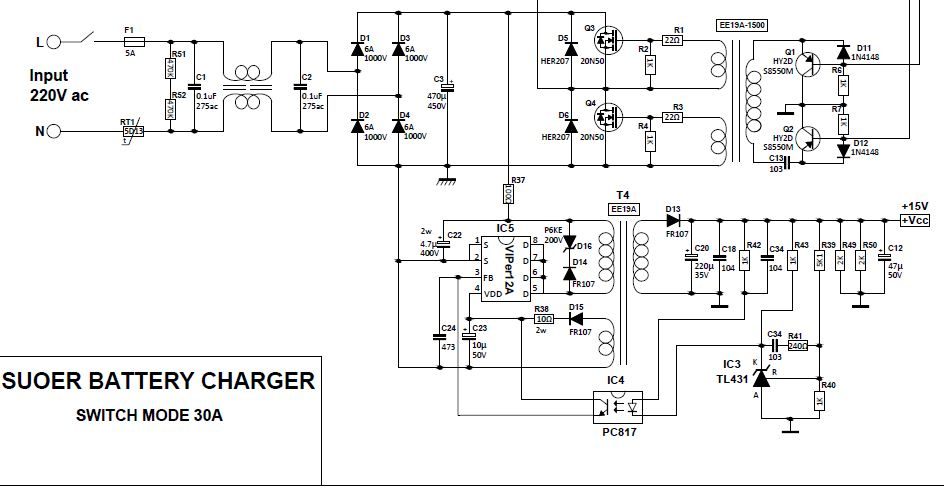 L
F1
5A
Input
220V ac
N
RT1
5D13
t
R51
470K
R52
470K
C1
0.1uF
275ac
C2
0.1uF
275ac
D1
6A
1000V
D3
6A
1000V
D2
6A
1000V
D4
6A
1000V
C3
+
470µ
450V
D5
HER207
Q3
20N50
R2
1K
R1
22Ω
D6
HER207
Q4
20N50
R4
1K
R3
22Ω
EE19A-1500
Q1
HY2D
S8550M
D11
1N4148
R6
1K
R7
1K
Q2
HY2D
S8550M
D12
1N4148
C13
103
R37
IC5
VIPer12A
1
S
2
S
3
FB
4
VDD
8
D
7
D
6
D
5
D
2w
4.7µ
400V
+
C22
P6KE
200V
D16
D14
FR107
T4
EE19A
D13
FR107
+15V
+Vcc
+
C20
220µ
35V
C18
104
R42
1K
C34
104
R43
1K
R39
5K1
R49
2K
R50
2K
+
C12
47µ
50V
R38
10Ω
2w
D15
FR107
C24
473
+
C23
10µ
50V
IC4
PC817
C34
103
R41
240Ω
IC3
TL431
K
R
A
R40
1K
SUOER BATTERY CHARGER
SWITCH MODE 30A